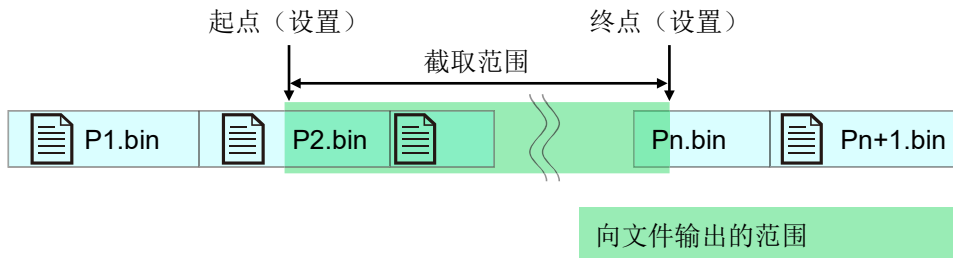 起点（设置）
终点（设置）
截取范围
P1.bin
P2.bin
Pn.bin
Pn+1.bin
向文件输出的范围